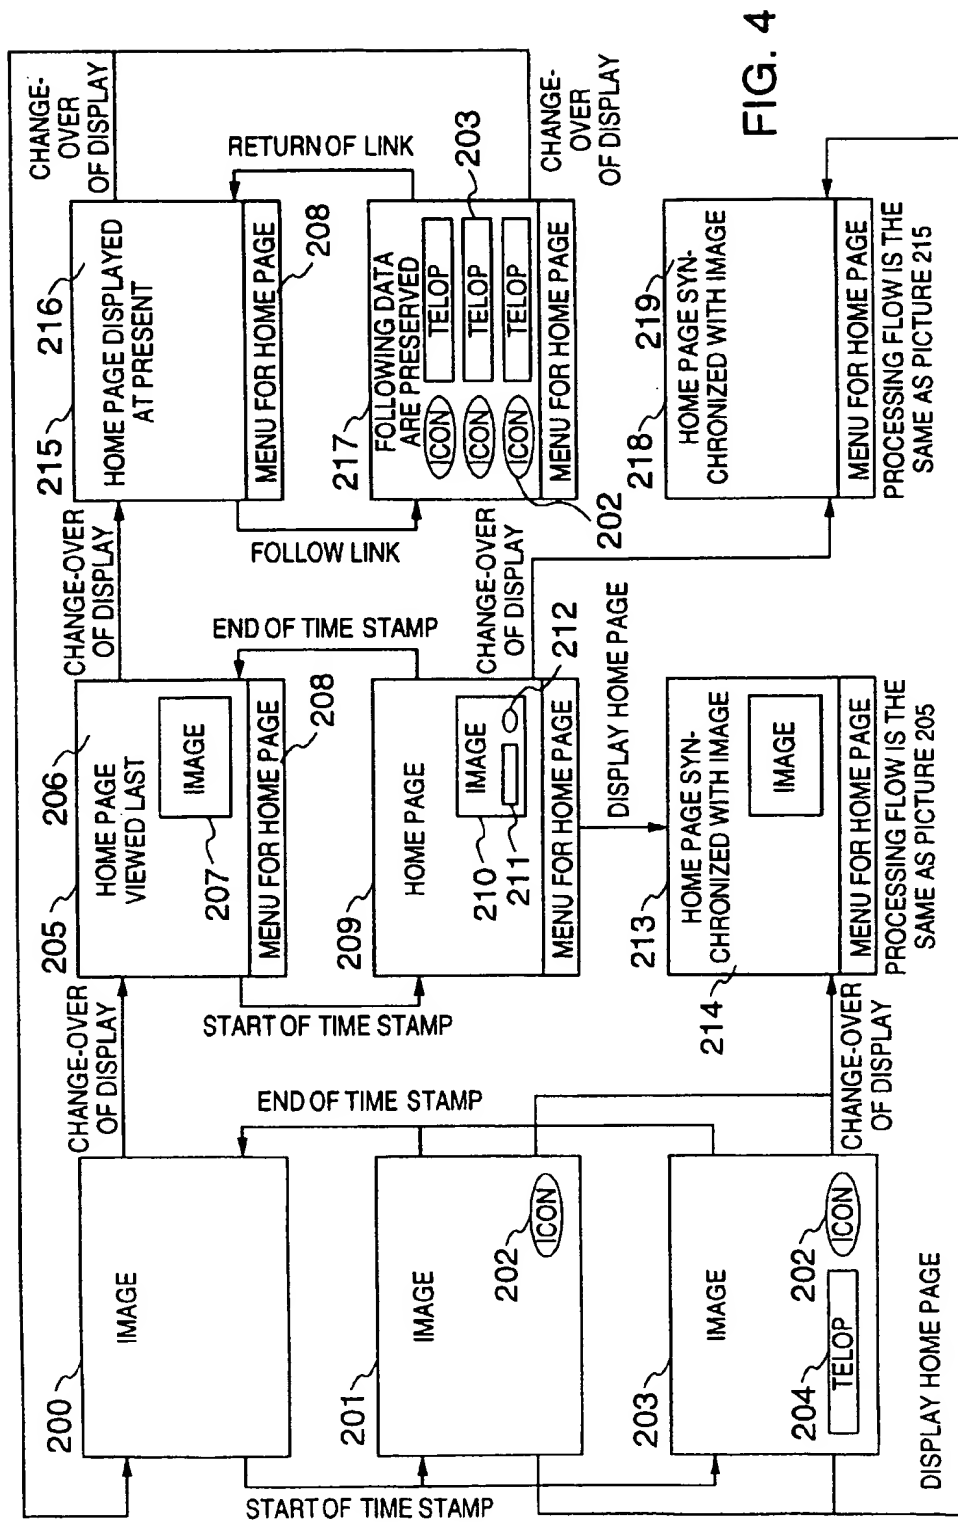 FIG. 4
200
IMAGE
START OF TIME STAMP
END OF TIME STAMP
CHANGE-OVER
OF DISPLAY
201
IMAGE
202
ICON
203
IMAGE
204
TELOP
202
ICON
DISPLAY HOME PAGE
CHANGE-OVER
OF DISPLAY
205
206
HOME PAGE
VIEWED LAST
207
IMAGE
MENU FOR HOME PAGE
208
START OF TIME STAMP
END OF TIME STAMP
CHANGE-OVER
OF DISPLAY
209
HOME PAGE
210
IMAGE
211
212
MENU FOR HOME PAGE
DISPLAY HOME PAGE
CHANGE-OVER
OF DISPLAY
213
HOME PAGE SYN-
CHRONIZED WITH IMAGE
214
IMAGE
MENU FOR HOME PAGE
PROCESSING FLOW IS THE
SAME AS PICTURE 205
215
216
HOME PAGE DISPLAYED
AT PRESENT
MENU FOR HOME PAGE
208
FOLLOW LINK
RETURN OF LINK
CHANGE-
OVER
OF DISPLAY
217
FOLLOWING DATA
ARE PRESERVED
ICON
TELOP
203
ICON
TELOP
ICON
TELOP
202
MENU FOR HOME PAGE
CHANGE-
OVER
OF DISPLAY
218
219
HOME PAGE SYN-
CHRONIZED WITH IMAGE
MENU FOR HOME PAGE
PROCESSING FLOW IS THE
SAME AS PICTURE 215